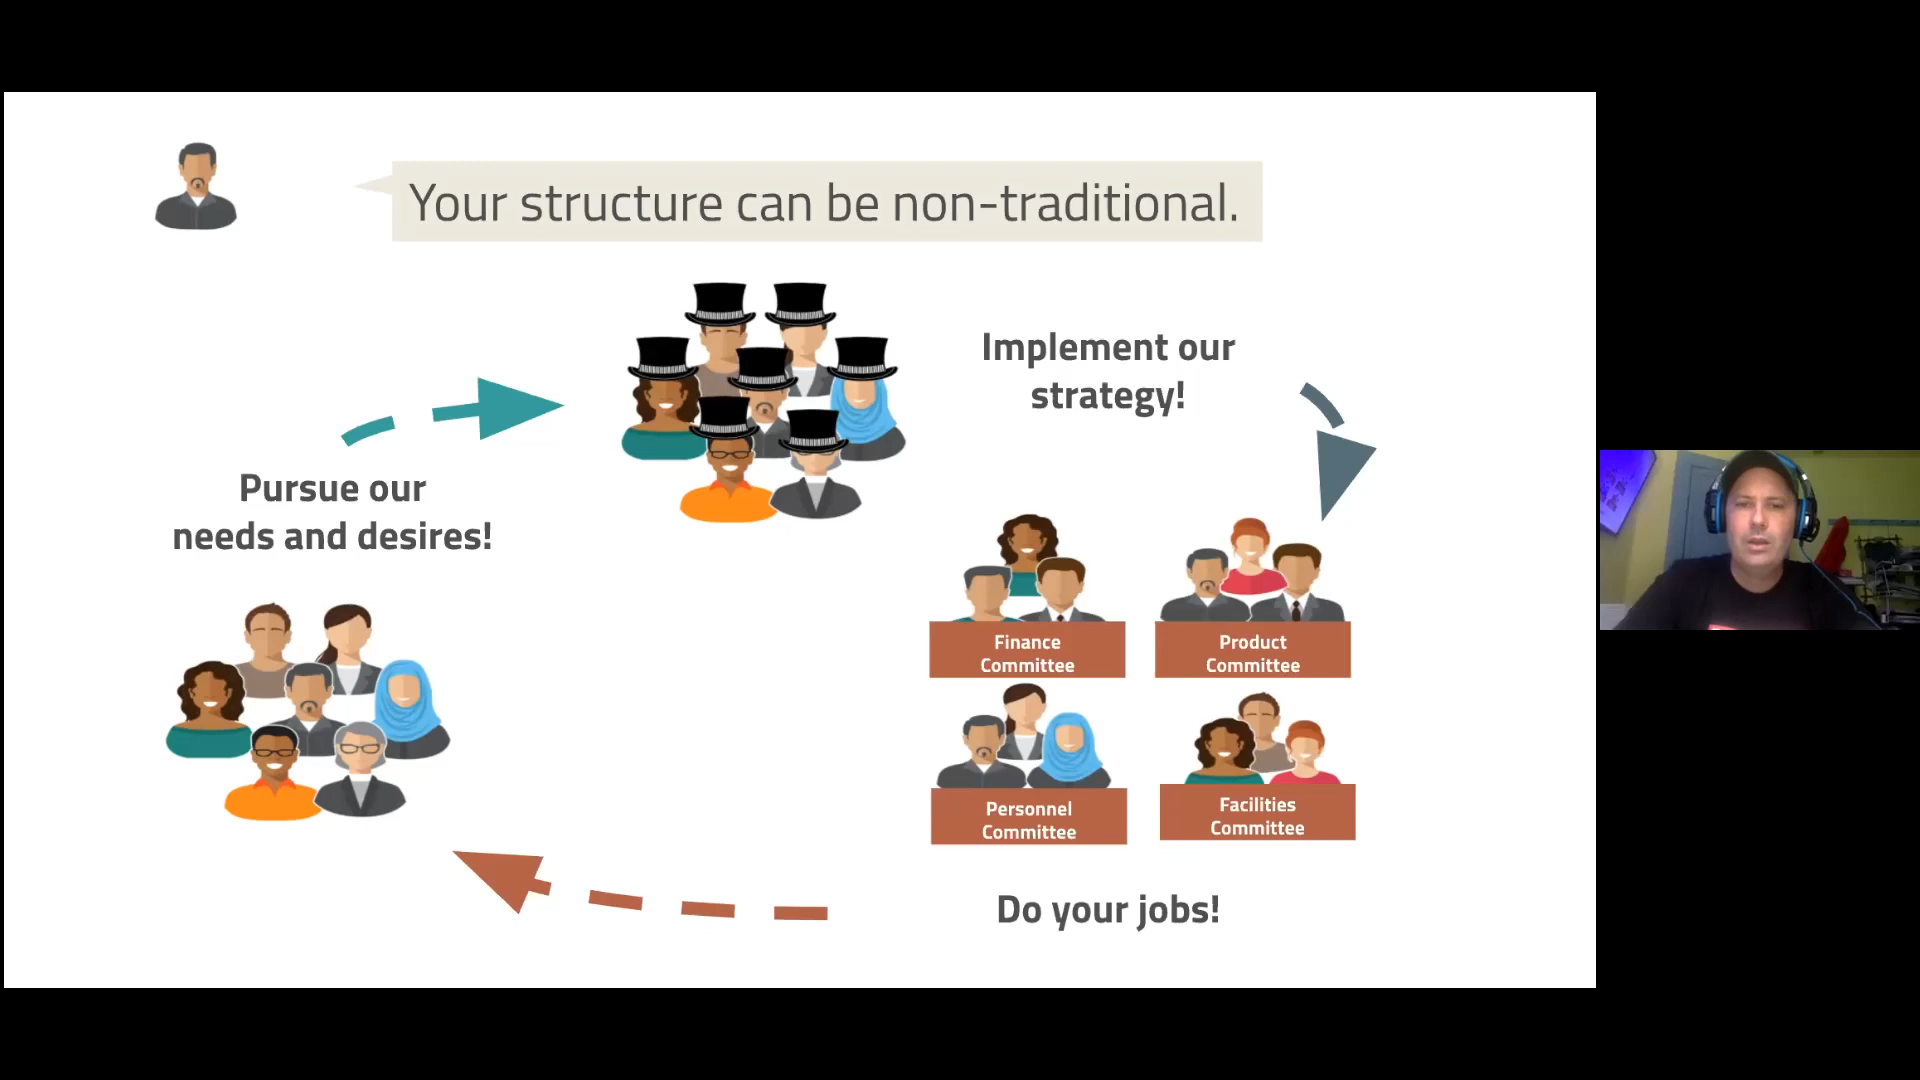 Your structure can be non-traditional.
Implement our
strategy!
Pursue our
needs and desires!
Finance
Committee
Product
Committee
Personnel
Committee
Facilities
Committee
Do your jobs!